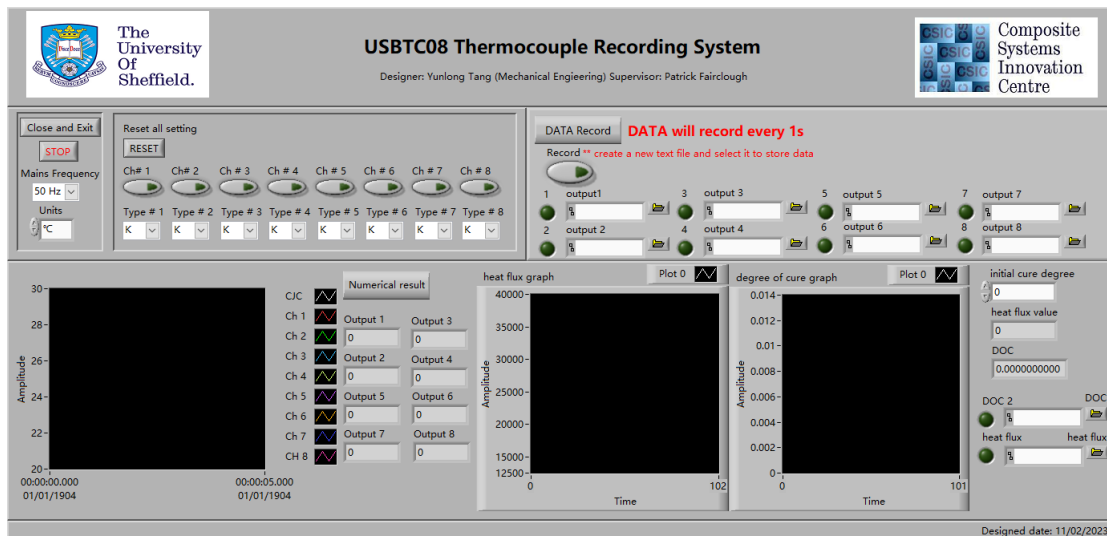 The
University
Of
Sheffield.
USBTC08 Thermocouple Recording System
Designer: Yunlong Tang (Mechanical Engieering) Supervisor: Patrick Fairclough
CSIC
Composite
Systems
Innovation
Centre
Close and Exit
STOP
Mains Frequency
50 Hz
Units
°C
Reset all setting
RESET
Ch# 1 Ch# 2 Ch # 3 Ch # 4 Ch # 5 Ch # 6 Ch # 7 Ch # 8
Type # 1 Type # 2 Type # 3 Type # 4 Type # 5 Type # 6 Type # 7 Type # 8
K K K K K K K K
DATA Record DATA will record every 1s
Record ** create a new text file and select it to store data
1 output1 3 output 3 5 output 5 7 output 7
2 output 2 4 output 4 6 output 6 8 output 8
30
28
26
24
22
20
Amplitude
00:00:00.000 00:00:05.000
01/01/1904 01/01/1904
CJC
Ch 1
Ch 2
Ch 3
Ch 4
Ch 5
Ch 6
Ch 7
CH 8
Numerical result
Output 1 Output 3
0 0
Output 2 Output 4
0 0
Output 5 Output 6
0 0
Output 7 Output 8
0 0
heat flux graph Plot 0
40000
35000
30000
25000
20000
15000
12500
Amplitude
0 102
Time
degree of cure graph Plot 0
0.014
0.012
0.01
0.008
0.006
0.004
0.002
0
Amplitude
0 101
Time
initial cure degree
0
heat flux value
0
DOC
0.0000000000
DOC 2 DOC
heat flux heat flux
Designed date: 11/02/2023